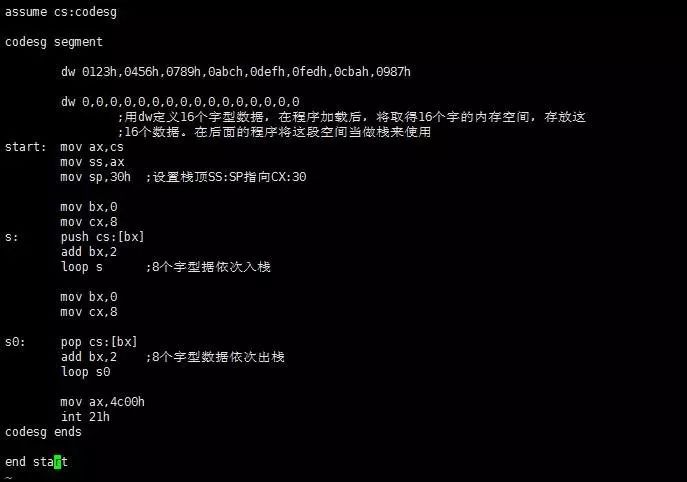 assume cs:codesg
codesg segment
dw 0123h,0456h,0789h,0abch,0defh,0fedh,0cbah,0987h
dw 0,0,0,0,0,0,0,0,0,0,0,0,0,0,0,0,0
;用dw定义16个字型数据，在程序加载后，将取得16个字的内存空间，存放这
;16个数据。在后面的程序将这段空间当做栈来使用
start: mov ax,cs
mov ss,ax
mov sp,30h ;设置栈顶SS:SP指向CX:30
mov bx,0
mov cx,8
s: push cs:[bx]
add bx,2
loop s ;8个字型据依次入栈
mov bx,0
mov cx,8
s0: pop cs:[bx]
add bx,2 ;8个字型数据依次出栈
loop s0
mov ax,4c00h
int 21h
codesg ends
end start
~